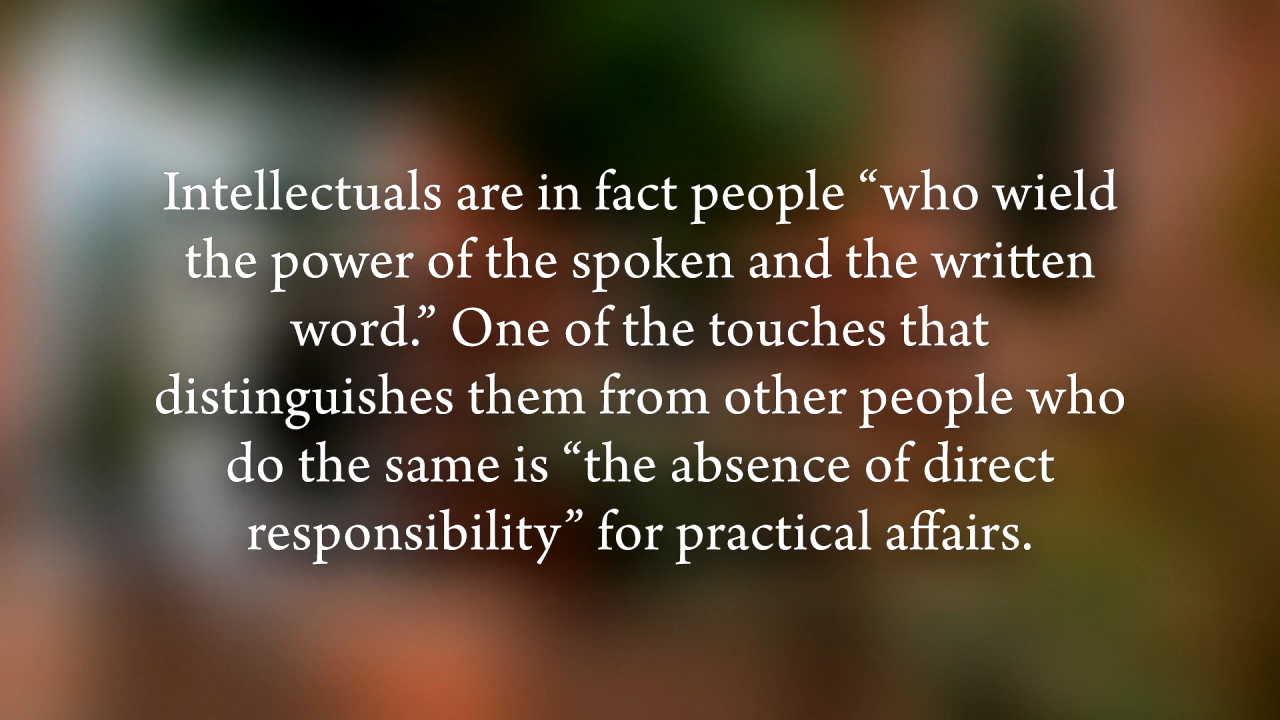 Intellectuals are in fact people “who wield
the power of the spoken and the written
word.” One of the touches that
distinguishes them from other people who
do the same is “the absence of direct
responsibility” for practical affairs.